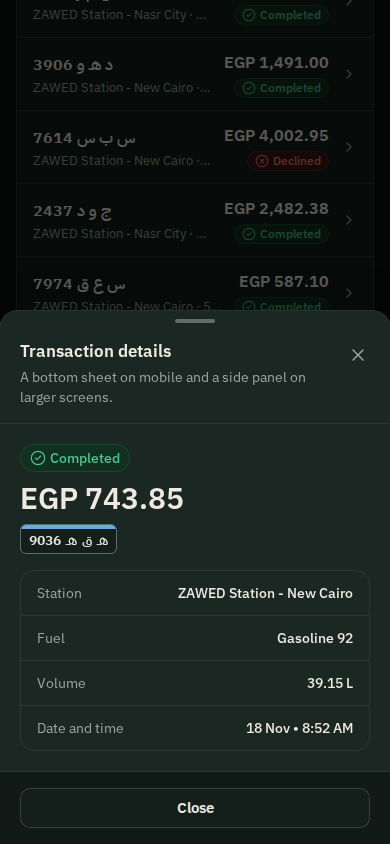 ZAWED Station - Nasr City · ...
Completed
د هـ و 3906
EGP 1,491.00
ZAWED Station - New Cairo ·...
Completed
س ب س 7614
EGP 4,002.95
ZAWED Station - New Cairo ·...
Declined
ج و د 2437
EGP 2,482.38
ZAWED Station - Nasr City · ...
Completed
س ع ق 7974
EGP 587.10
ZAWED Station - New Cairo · 5...
Completed
Transaction details
A bottom sheet on mobile and a side panel on
larger screens.
Completed
EGP 743.85
هـ ق هـ 9036
Station
ZAWED Station - New Cairo
Fuel
Gasoline 92
Volume
39.15 L
Date and time
18 Nov • 8:52 AM
Close